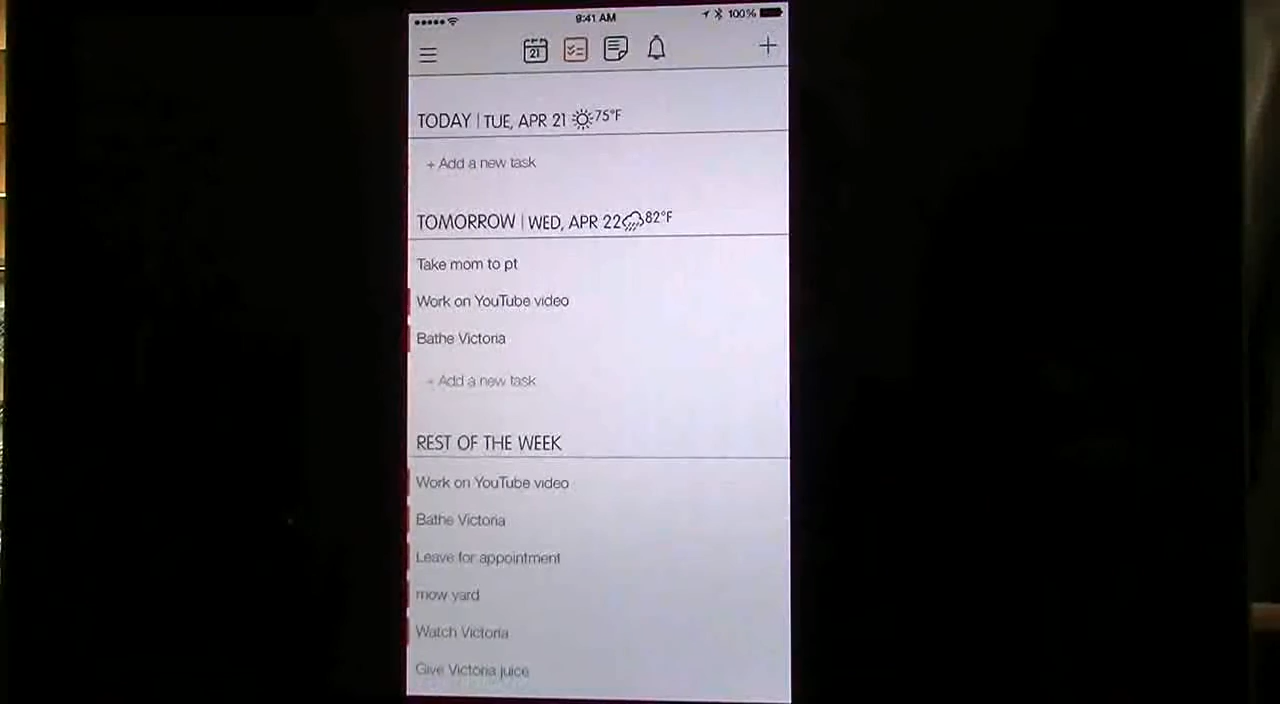 9:41 AM
100%
21
TODAY | TUE, APR 21 75°F
+ Add a new task
TOMORROW | WED, APR 22 82°F
Take mom to pt
Work on YouTube video
Bathe Victoria
+ Add a new task
REST OF THE WEEK
Work on YouTube video
Bathe Victoria
Leave for appointment
mow yard
Watch Victoria
Give Victoria juice